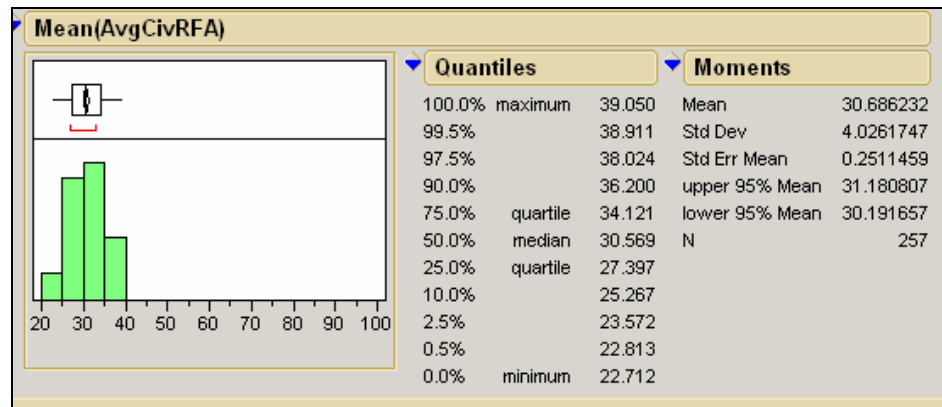 Mean(AvgCivRFA)
20 30 40 50 60 70 80 90 100
Quantiles
100.0% maximum 39.050
99.5% 38.911
97.5% 38.024
90.0% 36.200
75.0% quartile 34.121
50.0% median 30.569
25.0% quartile 27.397
10.0% 25.267
2.5% 23.572
0.5% 22.813
0.0% minimum 22.712
Moments
Mean 30.686232
Std Dev 4.0261747
Std Err Mean 0.2511459
upper 95% Mean 31.180807
lower 95% Mean 30.191657
N 257